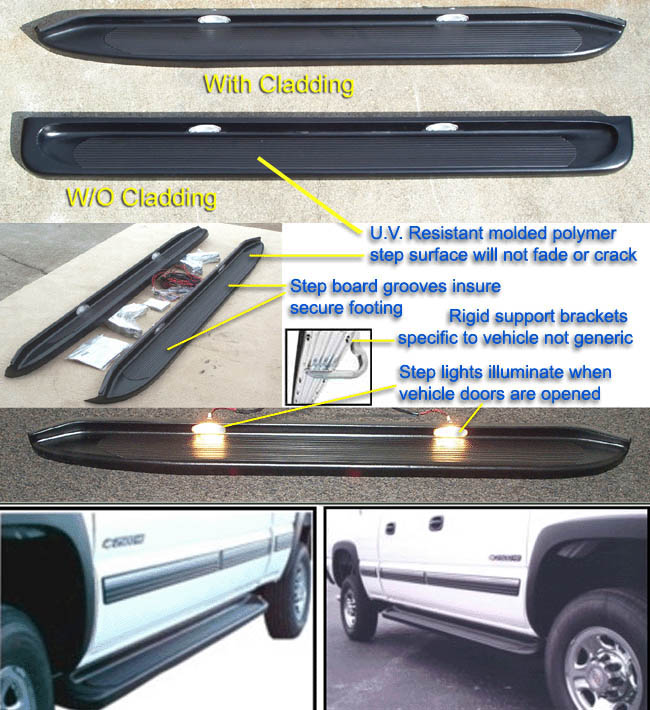 With Cladding
W/O Cladding
U.V. Resistant molded polymer
step surface will not fade or crack
Step board grooves insure
secure footing
Rigid support brackets
specific to vehicle not generic
Step lights illuminate when
vehicle doors are opened